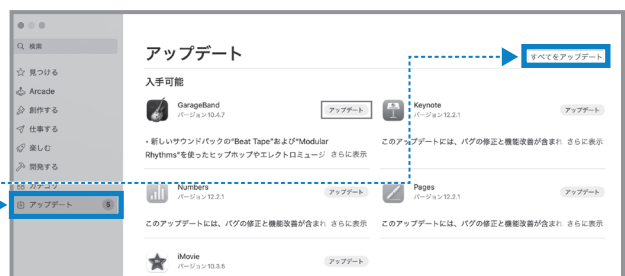 検索
見つける
Arcade
創作する
仕事する
楽しむ
開発する
カテゴリ
アップデート 5
アップデート
すべてをアップデート
入手可能
GarageBand
バージョン10.4.7
アップデート
• 新しいサウンドパックの“Beat Tape”および“Modular
Rhythms”を使ったヒップホップやエレクトロミュージ さらに表示
Keynote
バージョン12.2.1
アップデート
このアップデートには、バグの修正と機能改善が含まれ さらに表示
Numbers
バージョン12.2.1
アップデート
このアップデートには、バグの修正と機能改善が含まれ さらに表示
Pages
バージョン12.2.1
アップデート
このアップデートには、バグの修正と機能改善が含まれ さらに表示
iMovie
バージョン10.3.6
アップデート